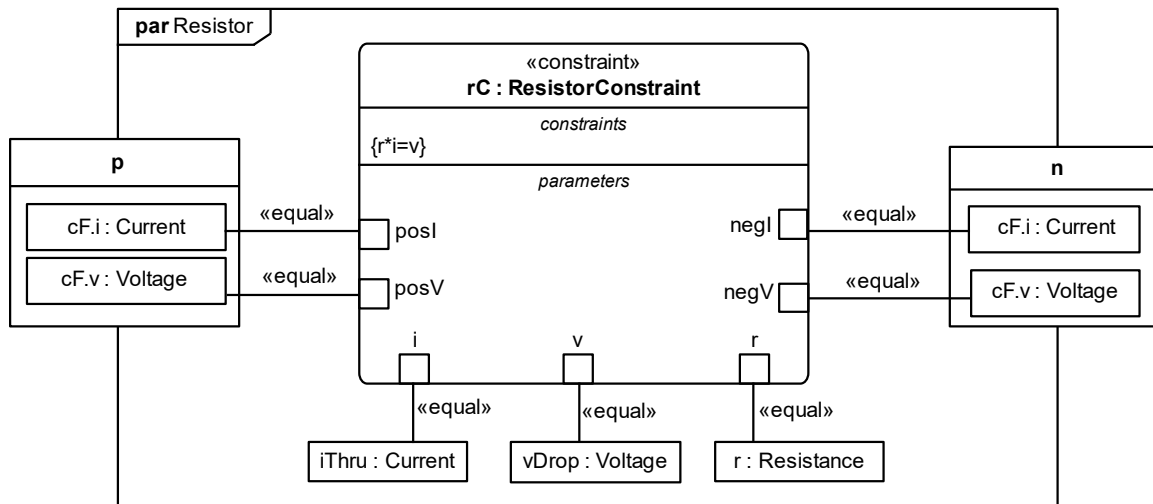 par Resistor
«constraint»
rC : ResistorConstraint
constraints
{r*i=v}
parameters
p
cF.i : Current
cF.v : Voltage
«equal»
«equal»
posI
posV
negI
negV
«equal»
«equal»
n
cF.i : Current
cF.v : Voltage
i
v
r
«equal»
«equal»
«equal»
iThru : Current
vDrop : Voltage
r : Resistance